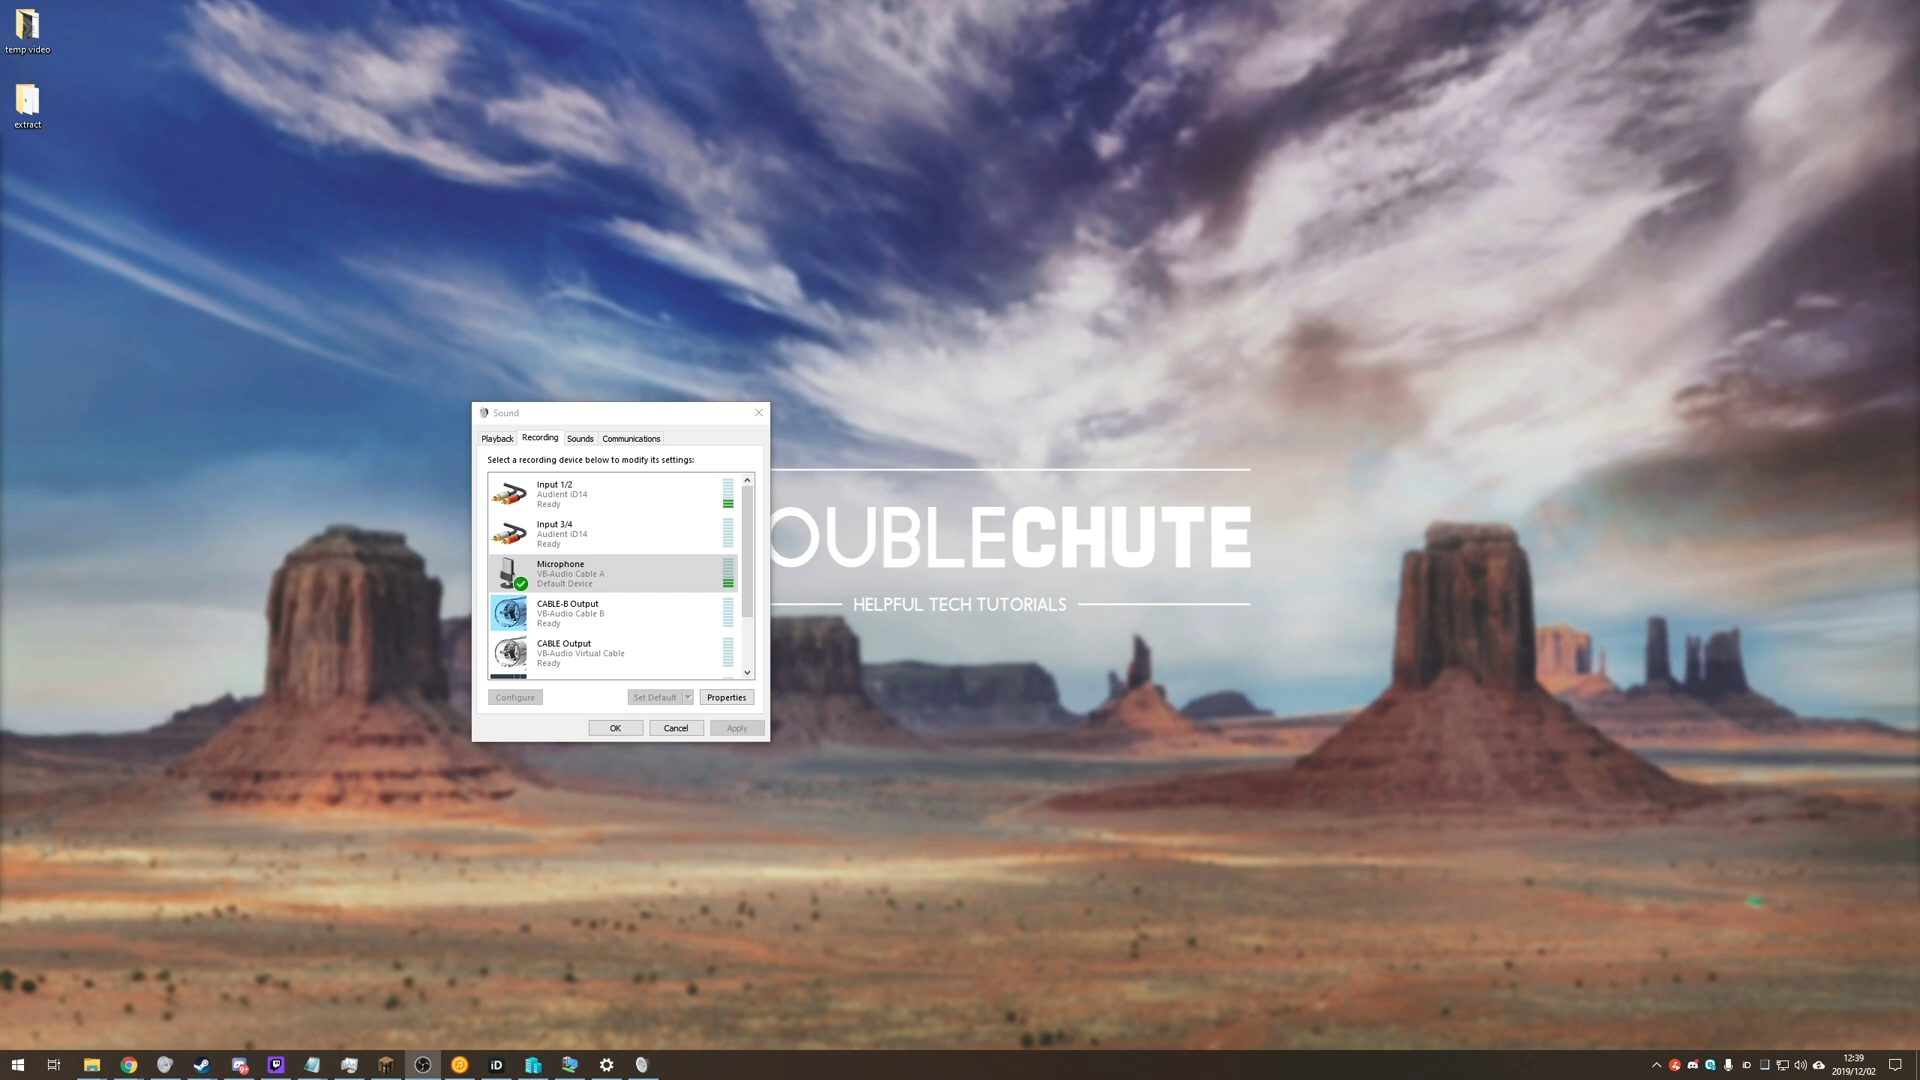 temp video
extract
Sound
Playback
Recording
Sounds
Communications
Select a recording device below to modify its settings:
Input 1/2
Audient iD14
Ready
Input 3/4
Audient iD14
Ready
Microphone
VB-Audio Cable A
Default Device
CABLE-B Output
VB-Audio Cable B
Ready
CABLE Output
VB-Audio Virtual Cable
Ready
Configure
Set Default
Properties
OK
Cancel
Apply
OUBLECHUTE
HELPFUL TECH TUTORIALS
9+
iD
iD
12:39
2019/12/02